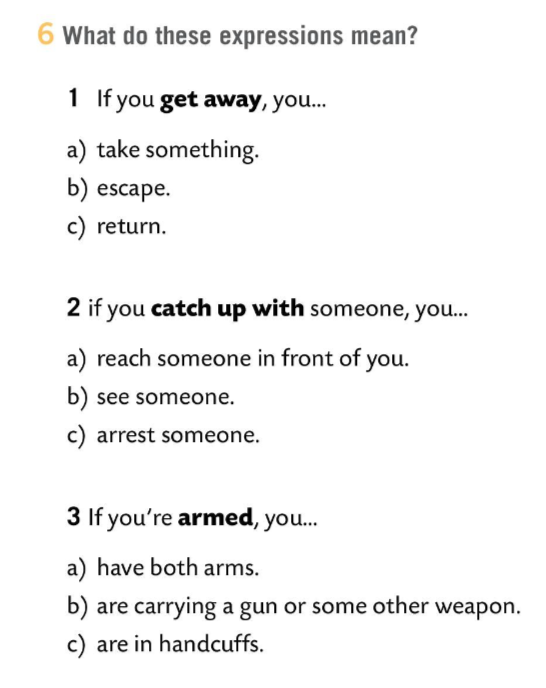 6 What do these expressions mean?
1 If you get away, you...
a) take something.
b) escape.
c) return.
2 if you catch up with someone, you...
a) reach someone in front of you.
b) see someone.
c) arrest someone.
3 If you're armed, you...
a) have both arms.
b) are carrying a gun or some other weapon.
c) are in handcuffs.